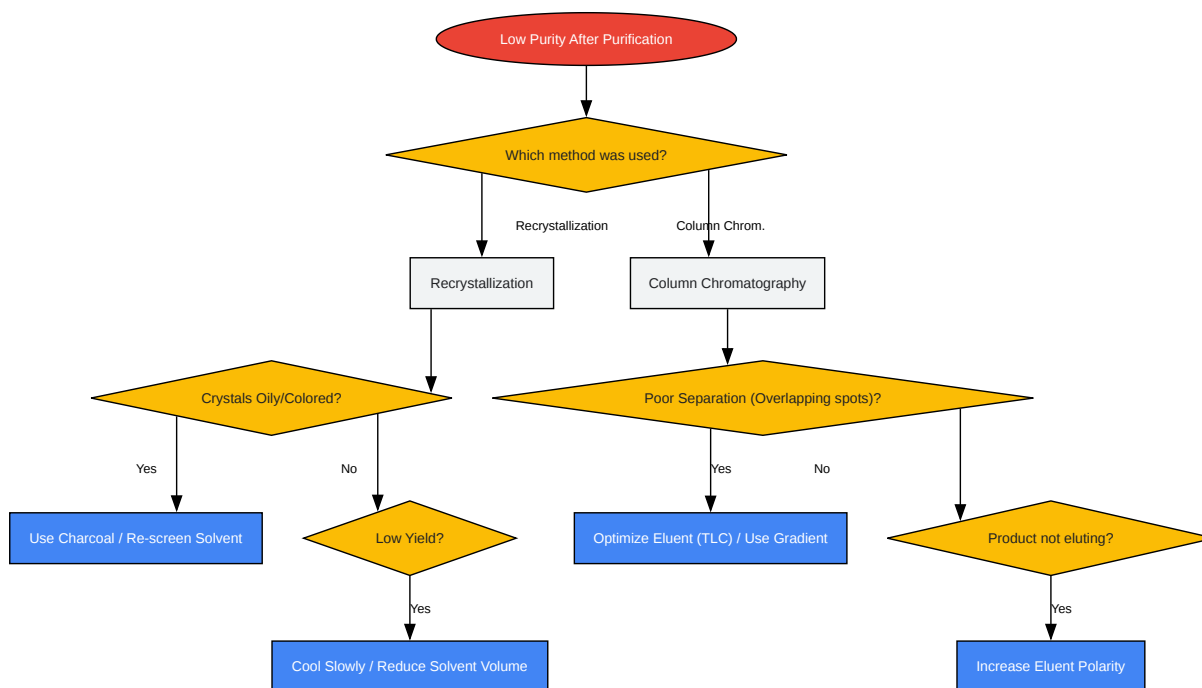 Low Purity After Purification
Which method was used?
Recrystallization
Column Chrom.
Recrystallization
Column Chromatography
Crystals Oily/Colored?
Poor Separation (Overlapping spots)?
Yes
No
Yes
No
Use Charcoal / Re-screen Solvent
Low Yield?
Optimize Eluent (TLC) / Use Gradient
Product not eluting?
Yes
Yes
Cool Slowly / Reduce Solvent Volume
Increase Eluent Polarity